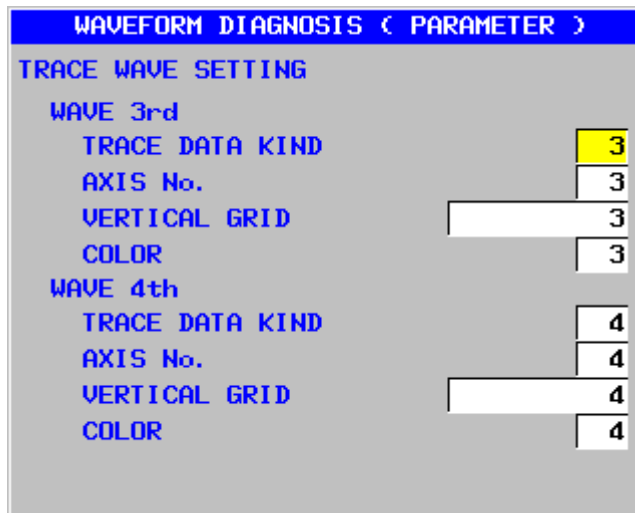 WAVEFORM DIAGNOSIS ( PARAMETER )
TRACE WAVE SETTING
WAVE 3rd
TRACE DATA KIND 3
AXIS No. 3
VERTICAL GRID 3
COLOR 3
WAVE 4th
TRACE DATA KIND 4
AXIS No. 4
VERTICAL GRID 4
COLOR 4